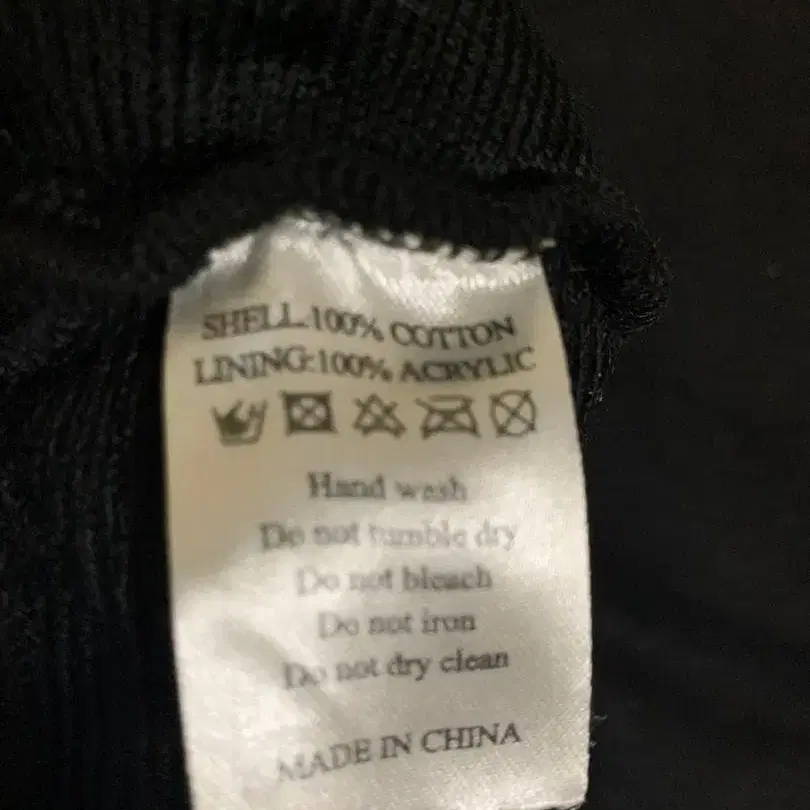 SHELL:100% COTTON
LINING:100% ACRYLIC
Hand wash
Do not tumble dry
Do not bleach
Do not iron
Do not dry clean
MADE IN CHINA